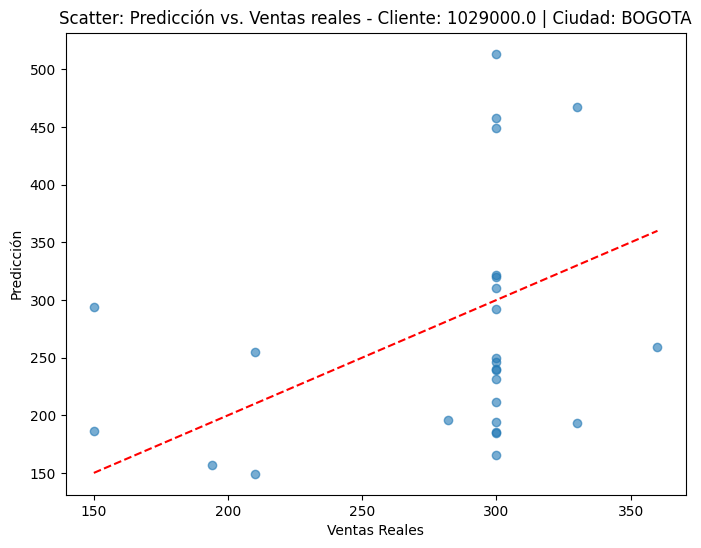 Scatter: Predicción vs. Ventas reales - Cliente: 1029000.0 | Ciudad: BOGOTA
500
450
400
350
300
250
200
150
Predicción
150 200 250 300 350
Ventas Reales